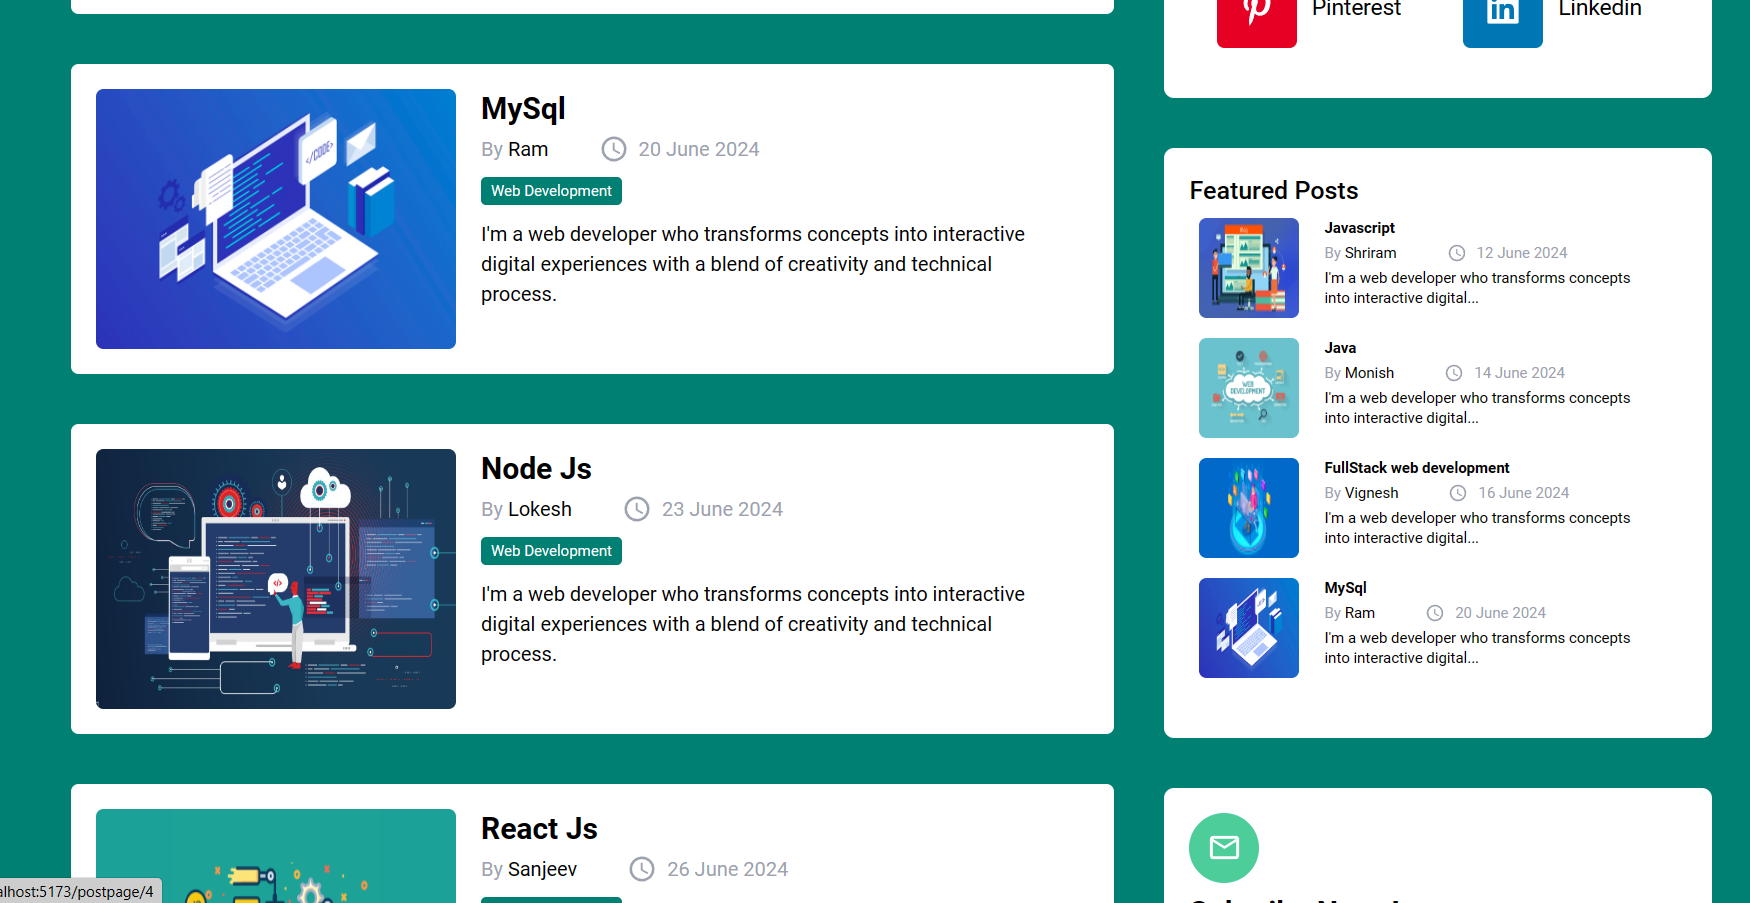 Pinterest
Linkedin
MySql
By Ram 20 June 2024
Web Development
I'm a web developer who transforms concepts into interactive
digital experiences with a blend of creativity and technical
process.
</CODE>
Node Js
By Lokesh 23 June 2024
Web Development
I'm a web developer who transforms concepts into interactive
digital experiences with a blend of creativity and technical
process.
React Js
By Sanjeev 26 June 2024
alhost:5173/postpage/4
Featured Posts
Javascript
By Shriram 12 June 2024
I'm a web developer who transforms concepts
into interactive digital...
Java
By Monish 14 June 2024
I'm a web developer who transforms concepts
into interactive digital...
WEB
DEVELOPMENT
FullStack web development
By Vignesh 16 June 2024
I'm a web developer who transforms concepts
into interactive digital...
MySql
By Ram 20 June 2024
I'm a web developer who transforms concepts
into interactive digital...